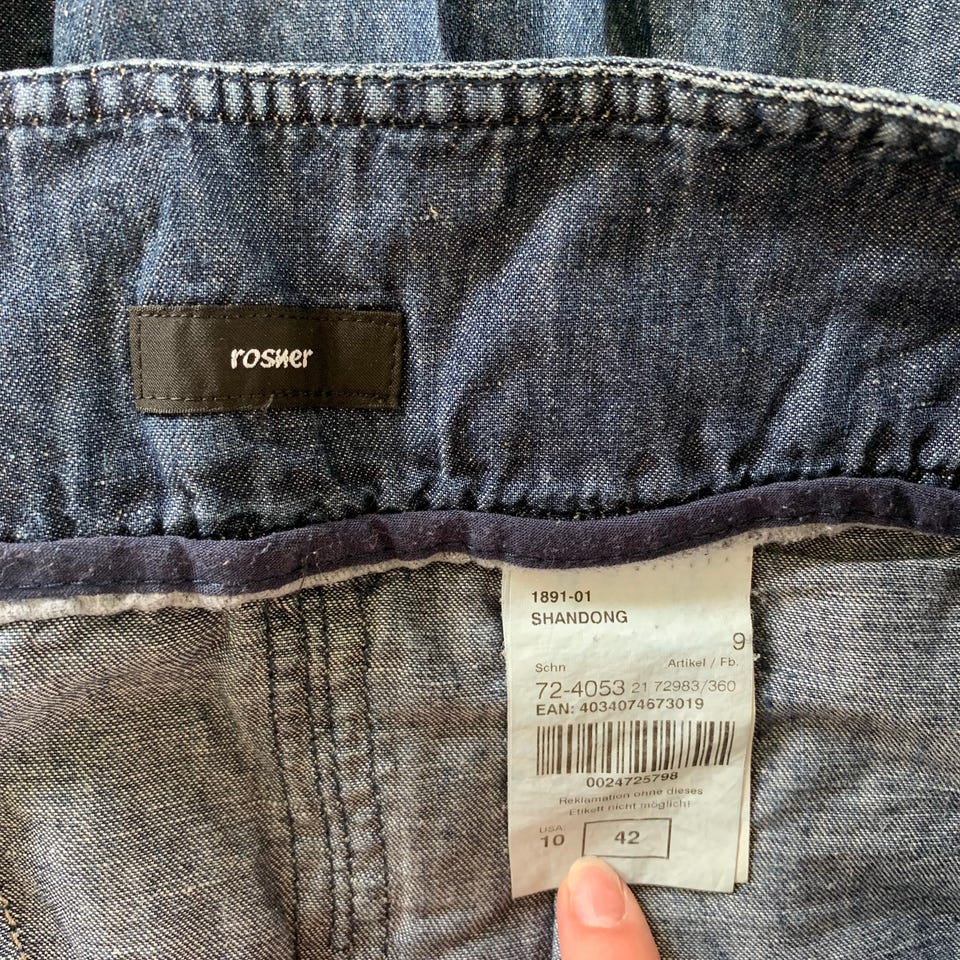 rosner
1891-01
SHANDONG
9
Schn Artikel / Fb.
72-4053 21 72983/360
EAN: 4034074673019
0024725798
Reklamation ohne dieses
Etikett nicht möglich!
USA:
10 42